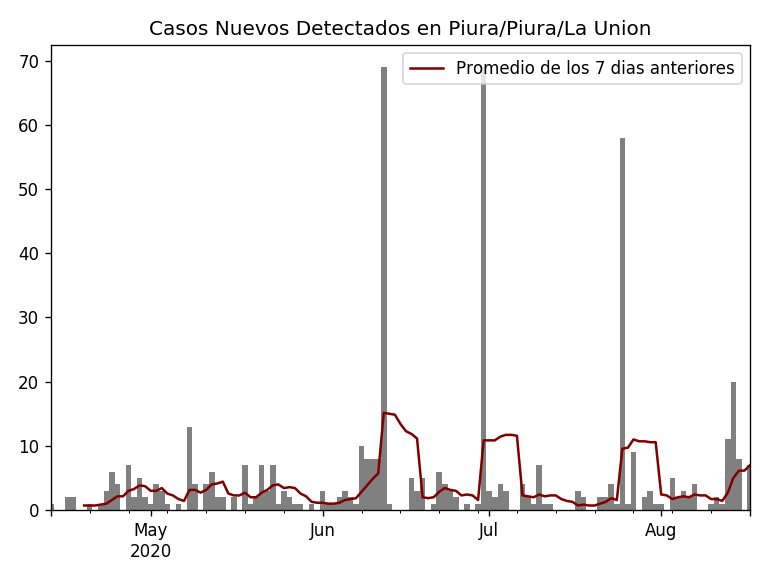 Casos Nuevos Detectados en Piura/Piura/La Union
Promedio de los 7 dias anteriores
70
60
50
40
30
20
10
0
May
2020
Jun
Jul
Aug